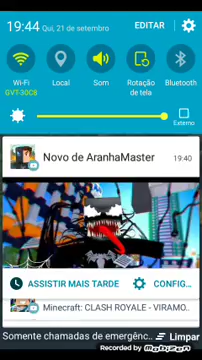 19:44 Qui, 21 de setembro EDITAR
Wi-Fi Local Som Rotação de tela Bluetooth
GVT-30C8
Externo
Novo de AranhaMaster 19:40
ASSISTIR MAIS TARDE CONFIG...
Minecraft: CLASH ROYALE - VIRAMO...
Somente chamadas de emergênc... Limpar
Recorded by Mobizen